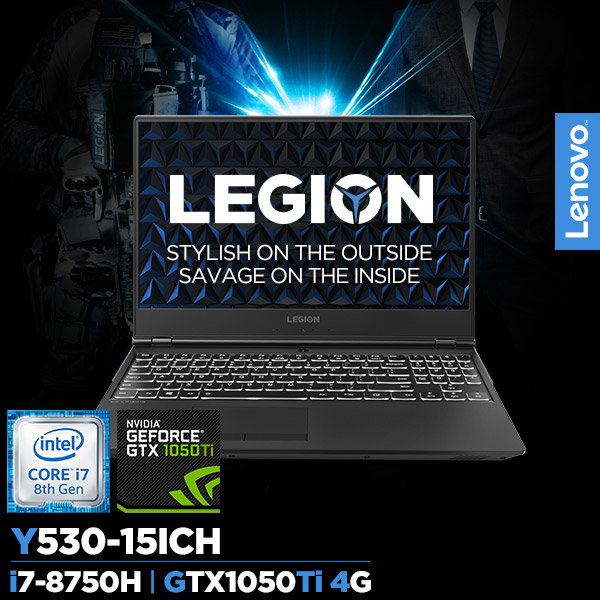 LEGION
Lenovo
LEGION
STYLISH ON THE OUTSIDE
SAVAGE ON THE INSIDE
LEGION
intel
CORE i7
8th Gen
NVIDIA
GEFORCE
GTX 1050Ti
Y530-15ICH
i7-8750H | GTX1050Ti 4G